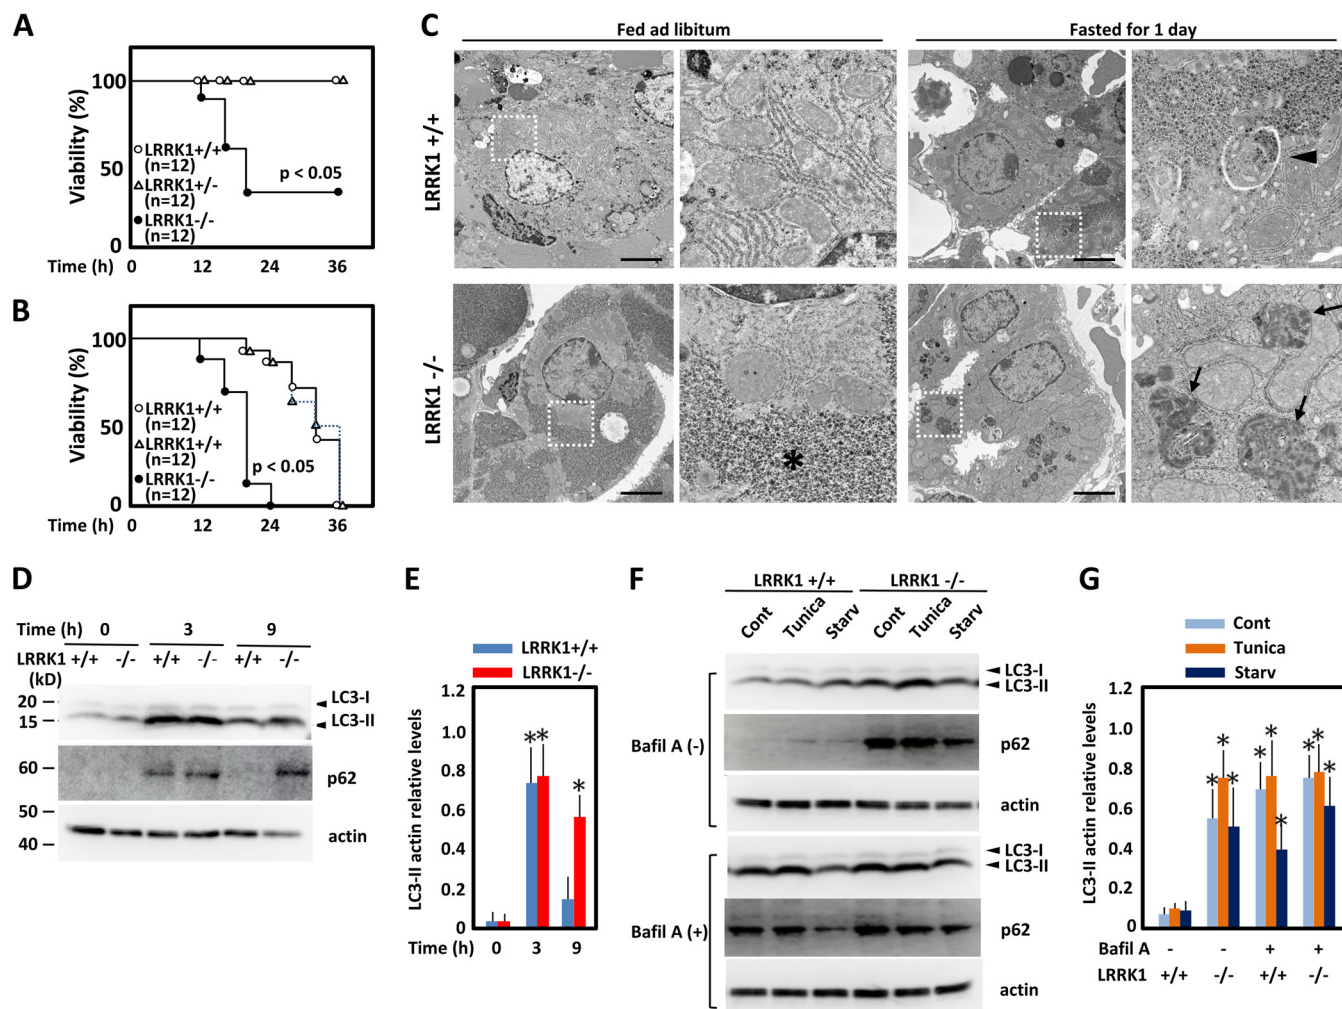 A
Viability (%)
100
50
0
LRRK1+/+
(n=12)
LRRK1+/-
(n=12)
LRRK1-/-
(n=12)
p < 0.05
Time (h) 0 12 24 36
B
Viability (%)
100
50
0
LRRK1+/+
(n=12)
LRRK1+/+
(n=12)
LRRK1-/-
(n=12)
p < 0.05
Time (h) 0 12 24 36
C
Fed ad libitum Fasted for 1 day
LRRK1 +/+
LRRK1 -/-
*
D
Time (h) 0 3 9
LRRK1 +/+ -/- +/+ -/- +/+ -/-
(kD)
20
15
LC3-I
LC3-II
60
p62
50
40
actin
E
LRRK1+/+
LRRK1-/-
LC3-II actin relative levels
1.2
1.0
0.8
0.6
0.4
0.2
0
* *
*
Time (h) 0 3 9
F
LRRK1 +/+ LRRK1 -/-
Cont Tunica Starv Cont Tunica Starv
Bafil A (-)
LC3-I
LC3-II
p62
actin
Bafil A (+)
LC3-I
LC3-II
p62
actin
G
Cont
Tunica
Starv
LC3-II actin relative levels
1.2
1.0
0.8
0.6
0.4
0.2
0
* * * * * * * * *
Bafil A - - + +
LRRK1 +/+ -/- +/+ -/-